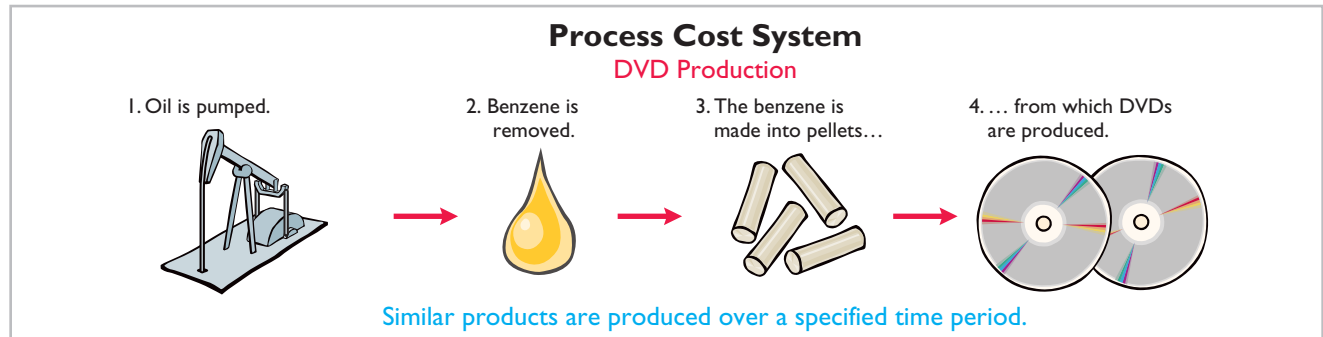 Process Cost System
DVD Production
1. Oil is pumped.
2. Benzene is
removed.
3. The benzene is
made into pellets…
4. … from which DVDs
are produced.
Similar products are produced over a specified time period.